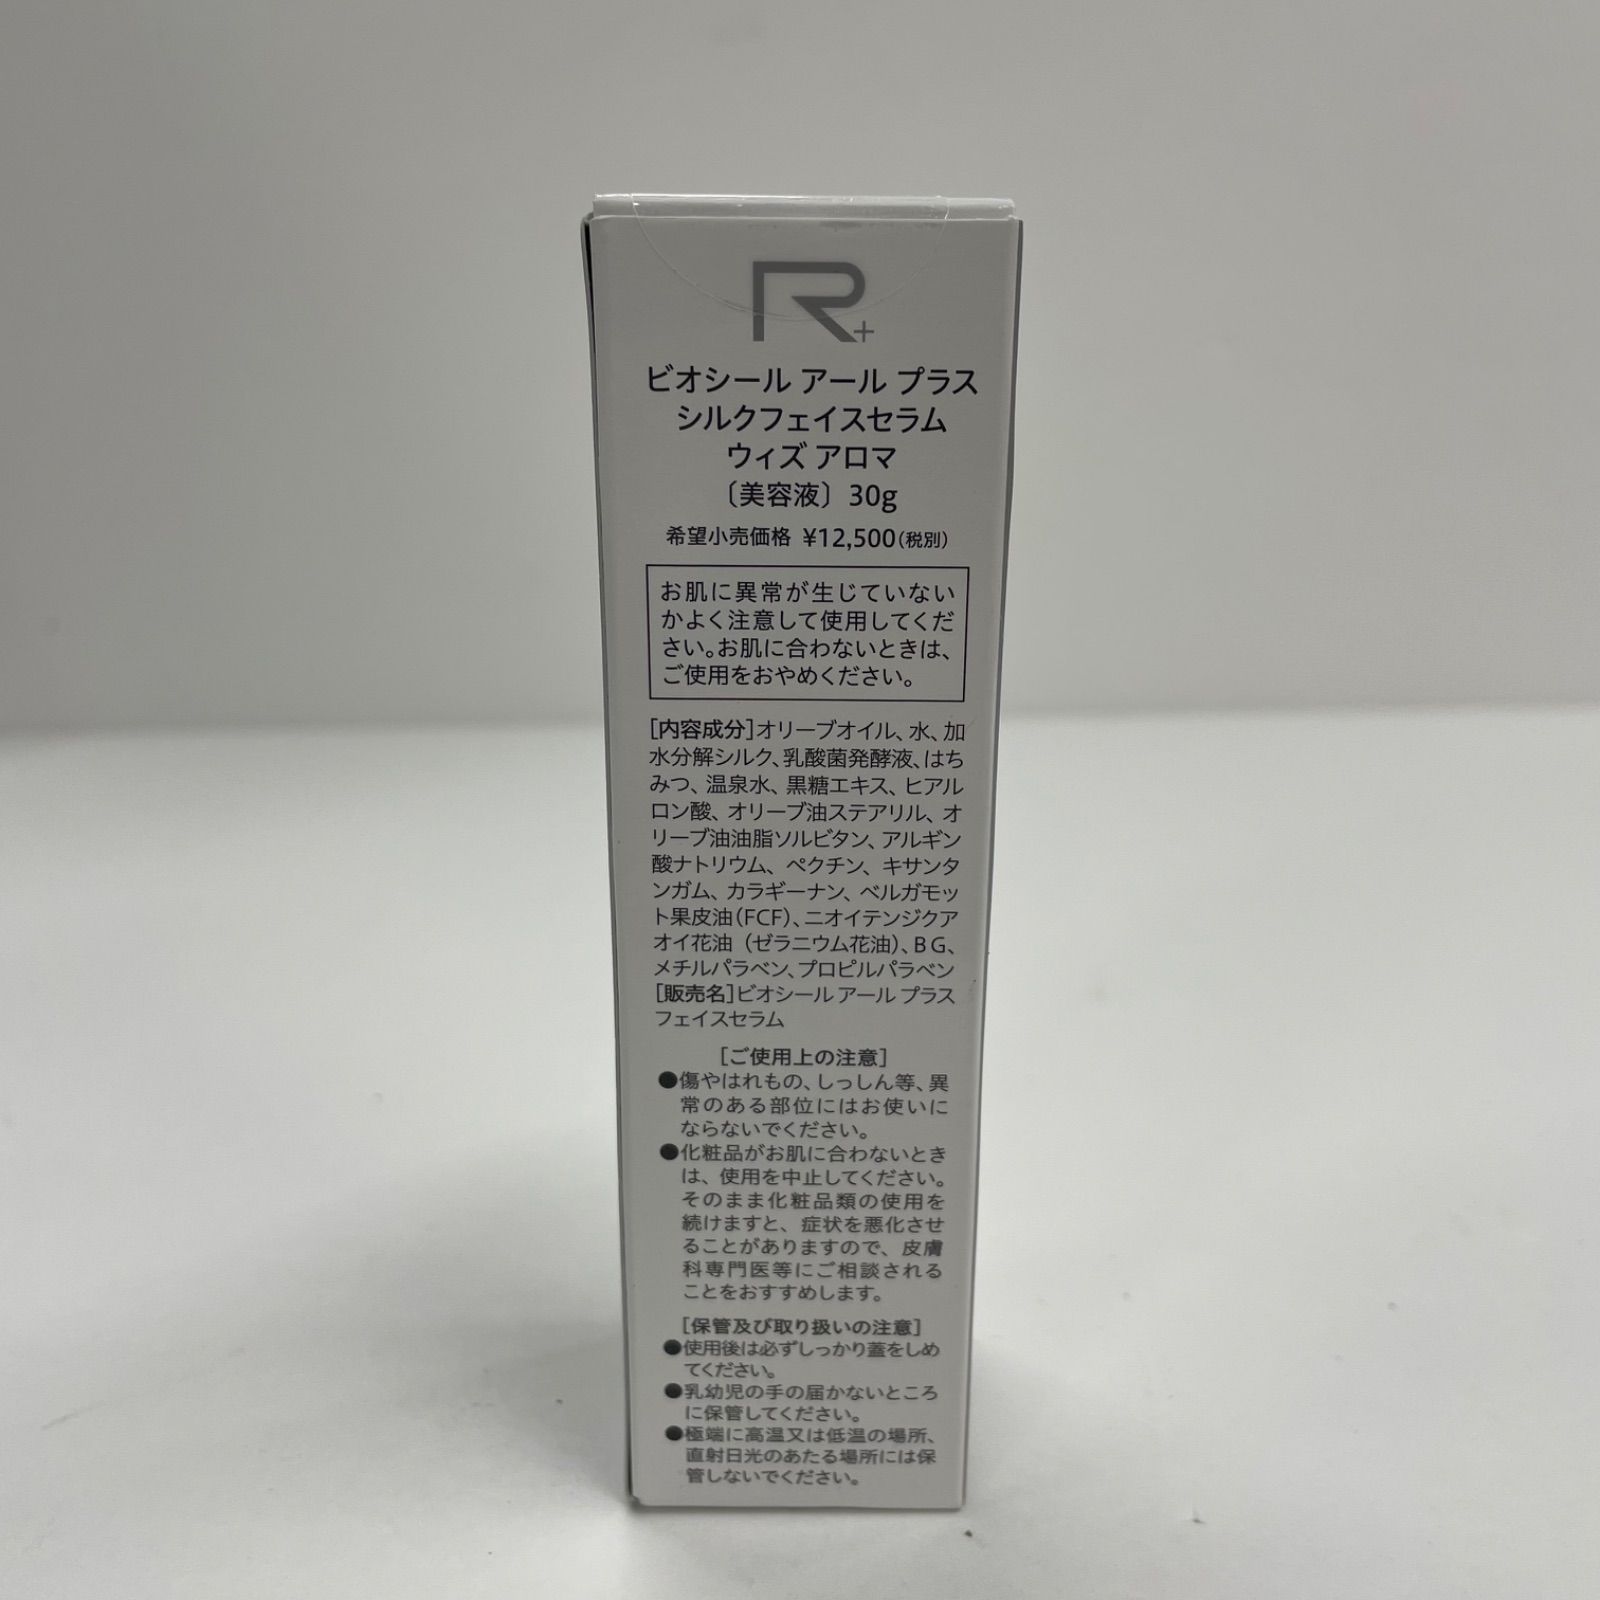 R+
ビオシール アール プラス
シルクフェイスセラム
ウィズ アロマ
〔美容液〕30g
希望小売価格 ¥12,500(税別)
お肌に異常が生じていない
かよく注意して使用してくだ
さい。お肌に合わないときは、
ご使用をおやめください。
[内容成分]オリーブオイル、水、加
水分解シルク、乳酸菌発酵液、はち
みつ、温泉水、黒糖エキス、ヒアル
ロン酸、オリーブ油ステアリル、オ
リーブ油油脂ソルビタン、アルギン
酸ナトリウム、ペクチン、キサンタ
ンガム、カラギーナン、ベルガモッ
ト果皮油(FCF)、ニオイテンジクア
オイ花油(ゼラニウム花油)、BG、
メチルパラベン、プロピルパラベン
[販売名]ビオシール アール プラス
フェイスセラム
[ご使用上の注意]
●傷やはれもの、しっしん等、異
常のある部位にはお使いに
ならないでください。
●化粧品がお肌に合わないとき
は、使用を中止してください。
そのまま化粧品類の使用を
続けますと、症状を悪化させ
ることがありますので、皮膚
科専門医等にご相談される
ことをおすすめします。
[保管及び取り扱いの注意]
●使用後は必ずしっかり蓋をしめ
てください。
●乳幼児の手の届かないところ
に保管してください。
●極端に高温又は低温の場所、
直射日光のあたる場所には保
管しないでください。